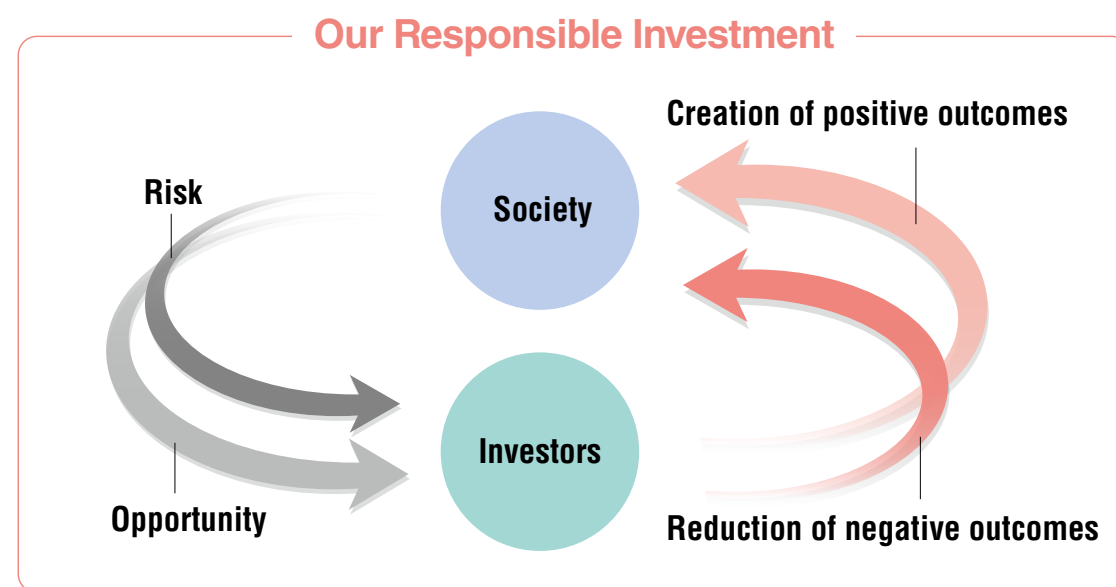 Our Responsible Investment
Creation of positive outcomes
Risk
Society
Investors
Opportunity
Reduction of negative outcomes